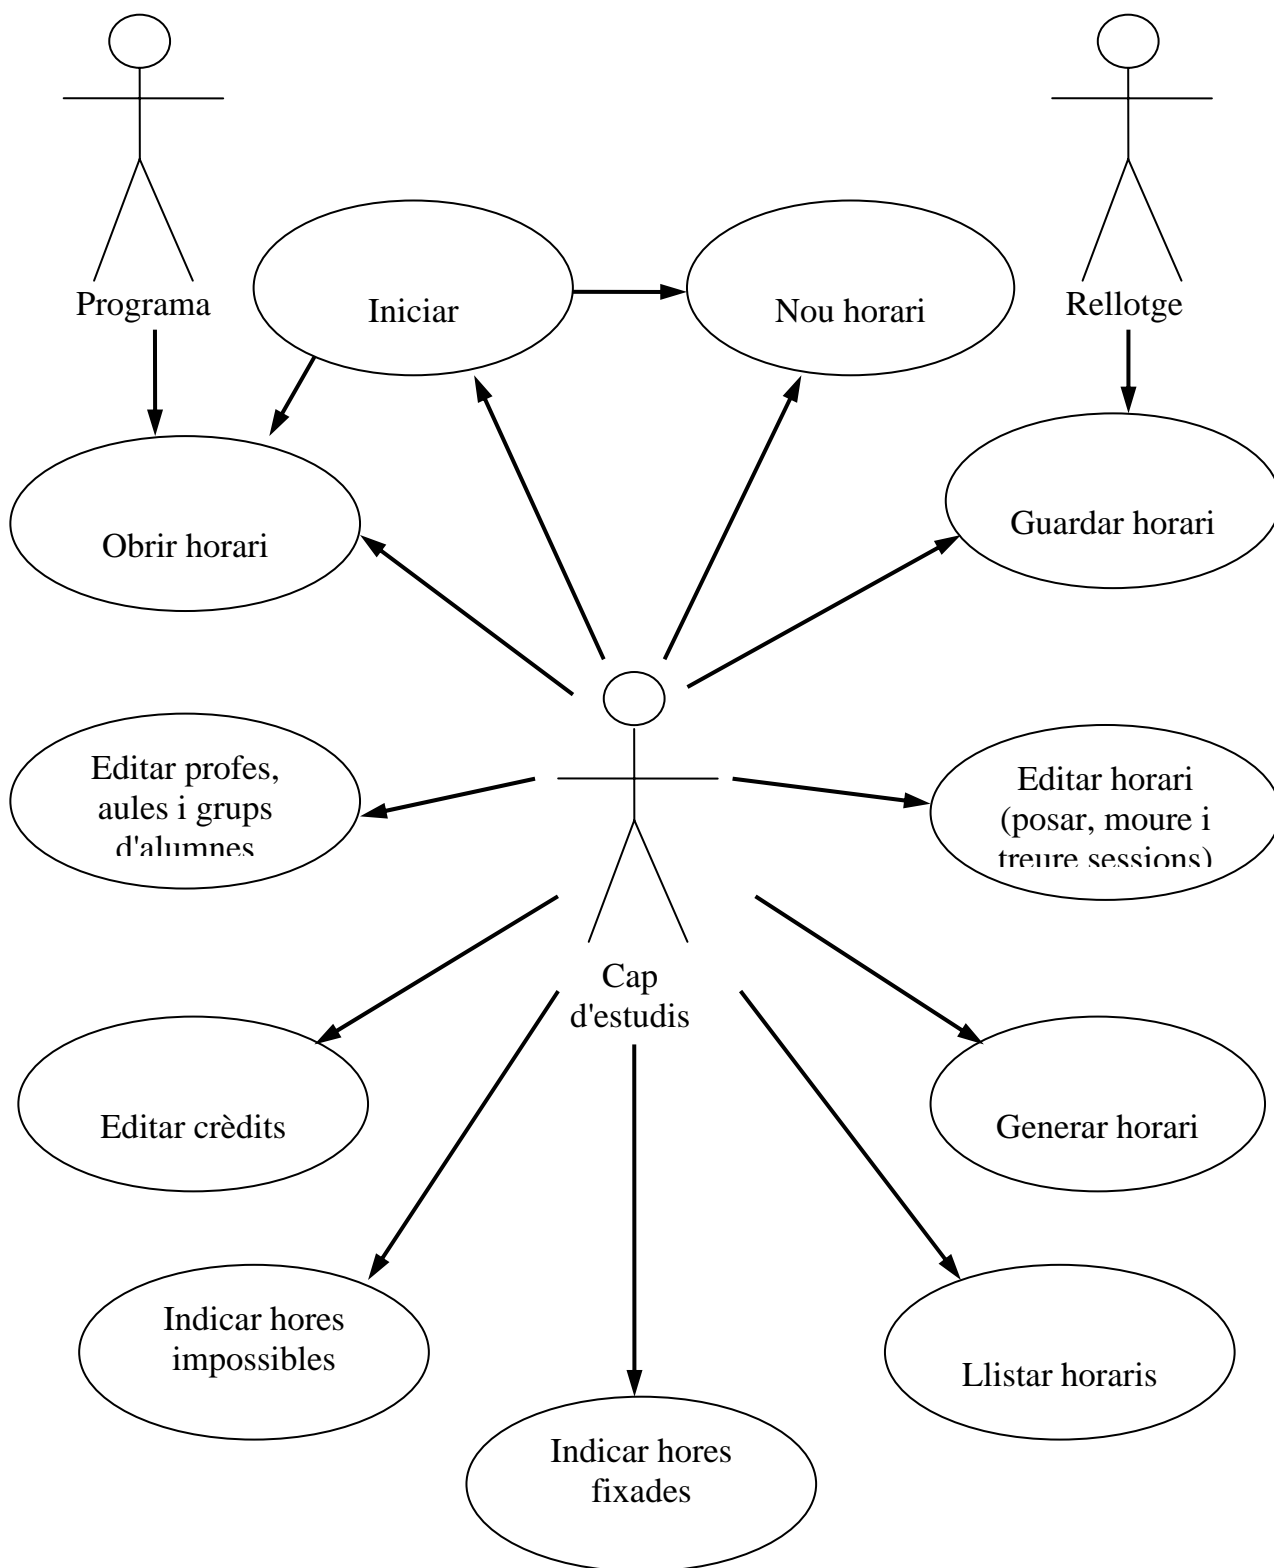 Programa
Iniciar
Nou horari
Rellotge
Obrir horari
Guardar horari
Editar profes,
aules i grups
d'alumnes
Editar horari
(posar, moure i
treure sessions)
Cap
d'estudis
Editar crèdits
Generar horari
Indicar hores
impossibles
Llistar horaris
Indicar hores
fixades